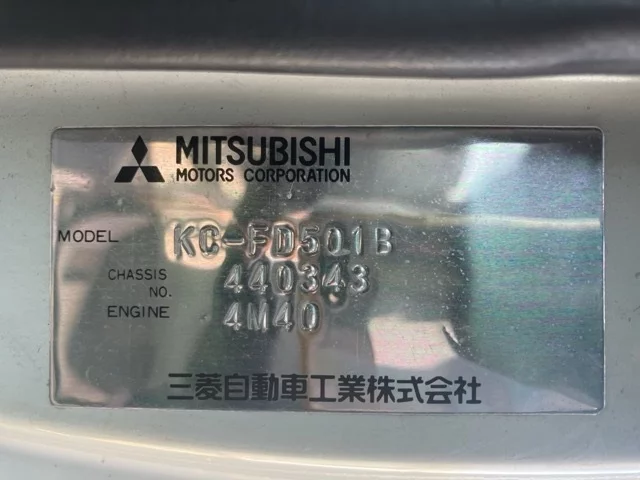 MITSUBISHI
MOTORS CORPORATION
MODEL KC-FD501B
CHASSIS NO. 440343
ENGINE 4M40
三菱自動車工業株式会社